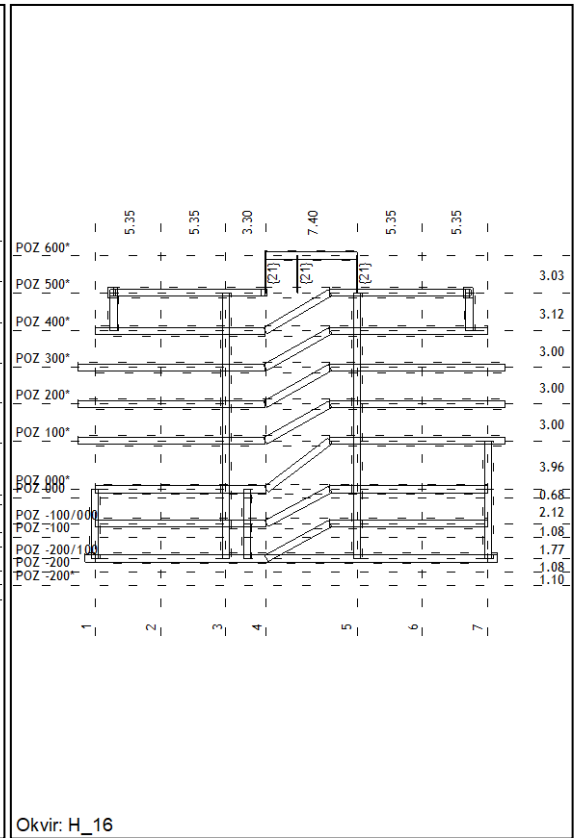 5.35 5.35 3.30 7.40 5.35 5.35
POZ 600*
{21} {21} {21}
3.03
POZ 500*
3.12
POZ 400*
3.00
POZ 300*
3.00
POZ 200*
3.00
POZ 100*
3.96
POZ 000*
POZ 000
0.68
2.12
POZ -100/000
POZ -100
1.08
1.77
POZ -200/100
POZ -200
1.08
POZ -200*
1.10
1 2 3 4 5 6 7
Okvir: H_16